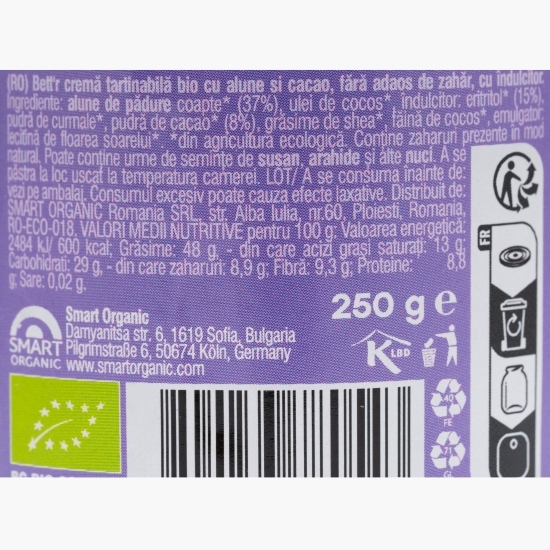 (RO) Bett'r cremă tartinabilă bio cu alune și cacao, fără adaos de zahăr, cu îndulcitor.
Ingrediente: alune de pădure coapte* (37%), ulei de cocos*, îndulcitor: eritritol* (15%),
pudră de curmale*, pudră de cacao* (8%), grăsime de shea*, făină de cocos*, emulgator:
lecitină de floarea soarelui*. *din agricultură ecologică. Conține zaharuri prezente în mod
natural. Poate conține urme de semințe de susan, arahide și alte nuci. A se
păstra la loc uscat la temperatura camerei. LOT/ A se consuma înainte de:
vezi pe ambalaj. Consumul excesiv poate cauza efecte laxative. Distribuit de:
SMART ORGANIC Romania SRL, str. Alba Iulia, nr.60, Ploiesti, Romania,
RO-ECO-018. VALORI MEDII NUTRITIVE pentru 100 g: Valoarea energetică:
2484 kJ/ 600 kcal; Grăsime: 48 g, - din care acizi grași saturați: 13 g;
Carbohidrați: 29 g, - din care zaharuri: 8,9 g; Fibră: 9,3 g; Proteine: 8,8
g; Sare: 0,02 g.
250 g e
SMART
ORGANIC
Smart Organic
Damyanitsa str. 6, 1619 Sofia, Bulgaria
Pilgrimstraße 6, 50674 Köln, Germany
www.smartorganic.com
K LBD
FR
40
FE
71